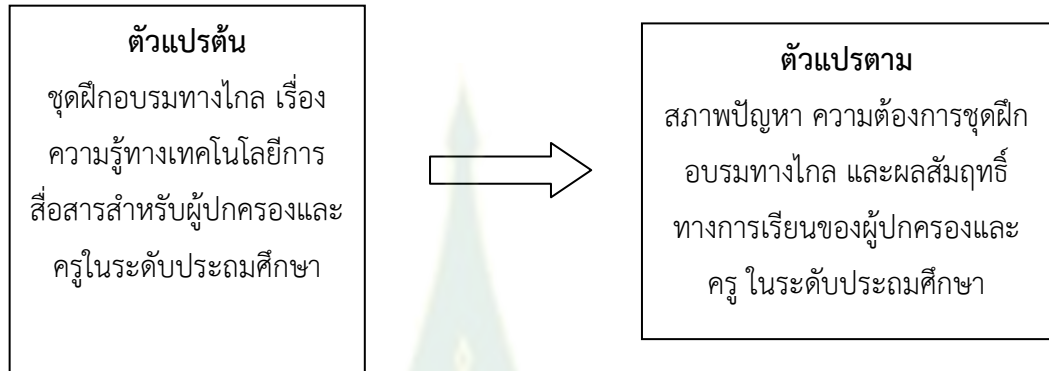 ตัวแปรต้น
ชุดฝึกอบรมทางไกล เรื่อง
ความรู้ทางเทคโนโลยีการ
สื่อสารสำหรับผู้ปกครองและ
ครูในระดับประถมศึกษา
ตัวแปรตาม
สภาพปัญหา ความต้องการชุดฝึก
อบรมทางไกล และผลสัมฤทธิ์
ทางการเรียนของผู้ปกครองและ
ครู ในระดับประถมศึกษา